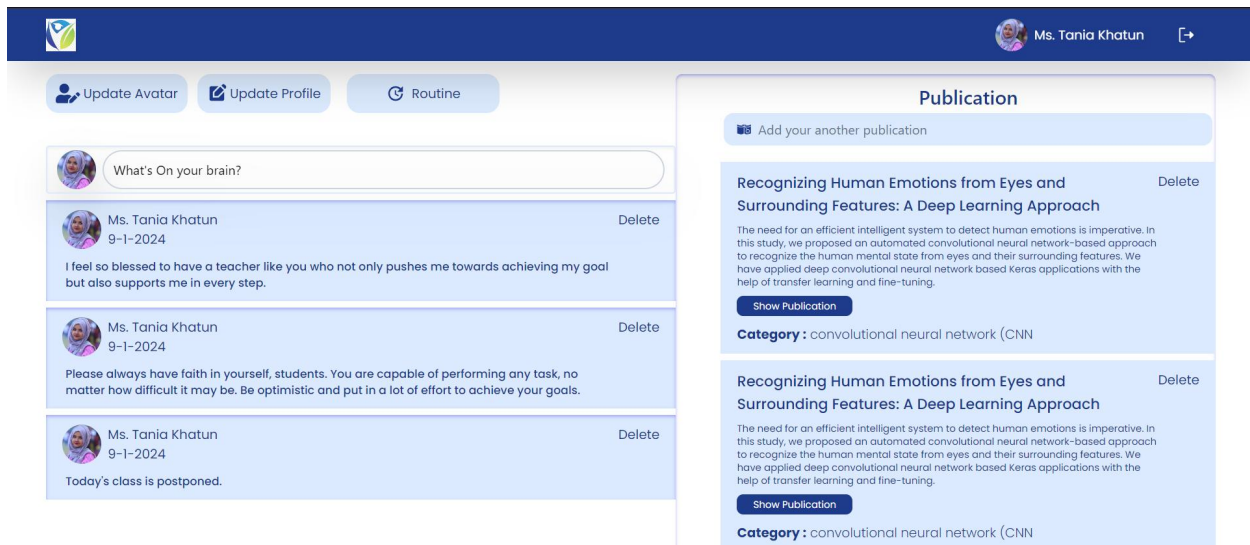 Ms. Tania Khatun
Update Avatar
Update Profile
Routine
What's On your brain?
Ms. Tania Khatun
Delete
9-1-2024
I feel so blessed to have a teacher like you who not only pushes me towards achieving my goal
but also supports me in every step.
Ms. Tania Khatun
Delete
9-1-2024
Please always have faith in yourself, students. You are capable of performing any task, no
matter how difficult it may be. Be optimistic and put in a lot of effort to achieve your goals.
Ms. Tania Khatun
Delete
9-1-2024
Today's class is postponed.
Publication
Add your another publication
Recognizing Human Emotions from Eyes and
Delete
Surrounding Features: A Deep Learning Approach
The need for an efficient intelligent system to detect human emotions is imperative. In
this study, we proposed an automated convolutional neural network-based approach
to recognize the human mental state from eyes and their surrounding features. We
have applied deep convolutional neural network based Keras applications with the
help of transfer learning and fine-tuning.
Show Publication
Category : convolutional neural network (CNN
Recognizing Human Emotions from Eyes and
Delete
Surrounding Features: A Deep Learning Approach
The need for an efficient intelligent system to detect human emotions is imperative. In
this study, we proposed an automated convolutional neural network-based approach
to recognize the human mental state from eyes and their surrounding features. We
have applied deep convolutional neural network based Keras applications with the
help of transfer learning and fine-tuning.
Show Publication
Category : convolutional neural network (CNN